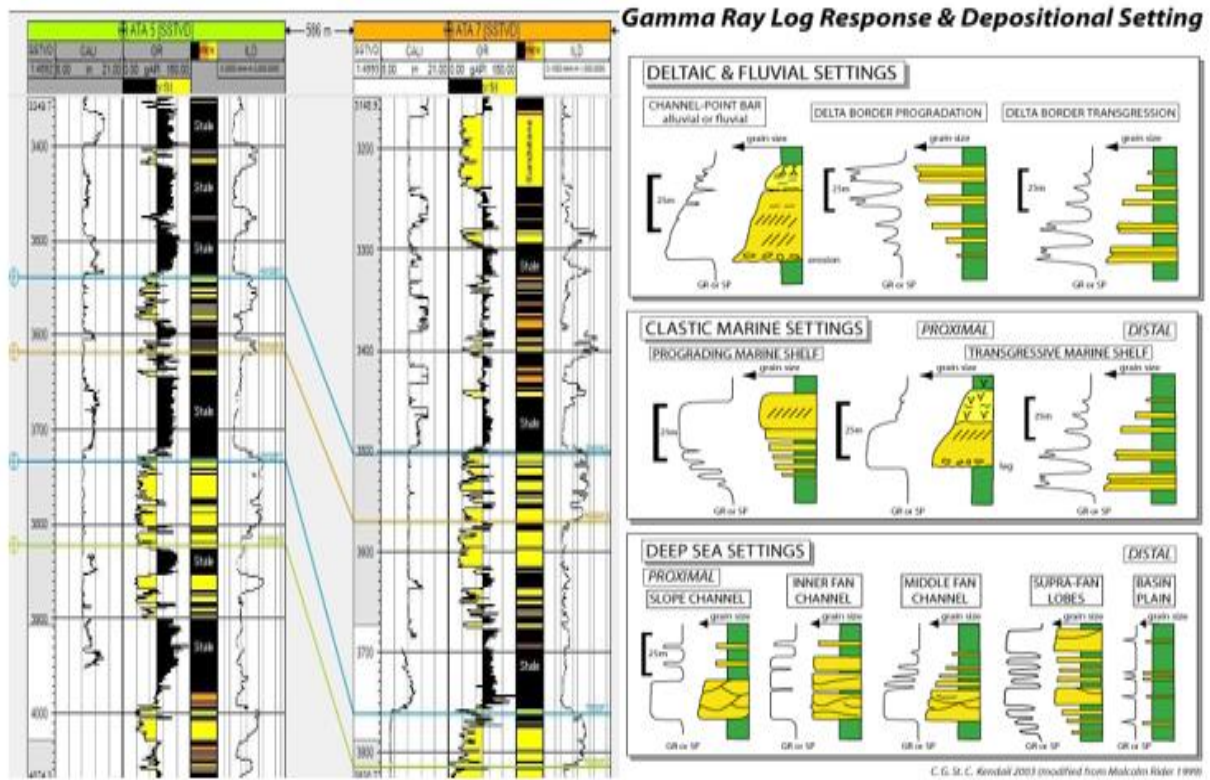 ATA 5 [SSTVD]
586 m
ATA 7 [SSTVD]
SSTVD CALI GR ILD
SSTVD CALI GR ILD
3400
3600
3700
3900
4000
Shale
Shale
Shale
Shale
Shale
Shale
3200
3300
3400
3600
3700
3800
Shale
Shale
Shale
Gamma Ray Log Response & Depositional Setting
DELTAIC & FLUVIAL SETTINGS
CHANNEL-POINT BAR
alluvial or fluvial
DELTA BORDER PROGRADATION
DELTA BORDER TRANSGRESSION
grain size
grain size
grain size
25m
25m
25m
erosion
GR or SP
GR or SP
GR or SP
CLASTIC MARINE SETTINGS
PROXIMAL
DISTAL
PROGRADING MARINE SHELF
TRANSGRESSIVE MARINE SHELF
grain size
grain size
grain size
25m
25m
25m
lag
GR or SP
GR or SP
GR or SP
DEEP SEA SETTINGS
DISTAL
PROXIMAL
SLOPE CHANNEL
INNER FAN
CHANNEL
MIDDLE FAN
CHANNEL
SUPRA-FAN
LOBES
BASIN
PLAIN
grain size
grain size
grain size
grain size
grain size
25m
GR or SP
GR or SP
GR or SP
GR or SP
GR or SP
C. G. St. C. Kendall 2003 (modified from Malcolm Rider 1999)